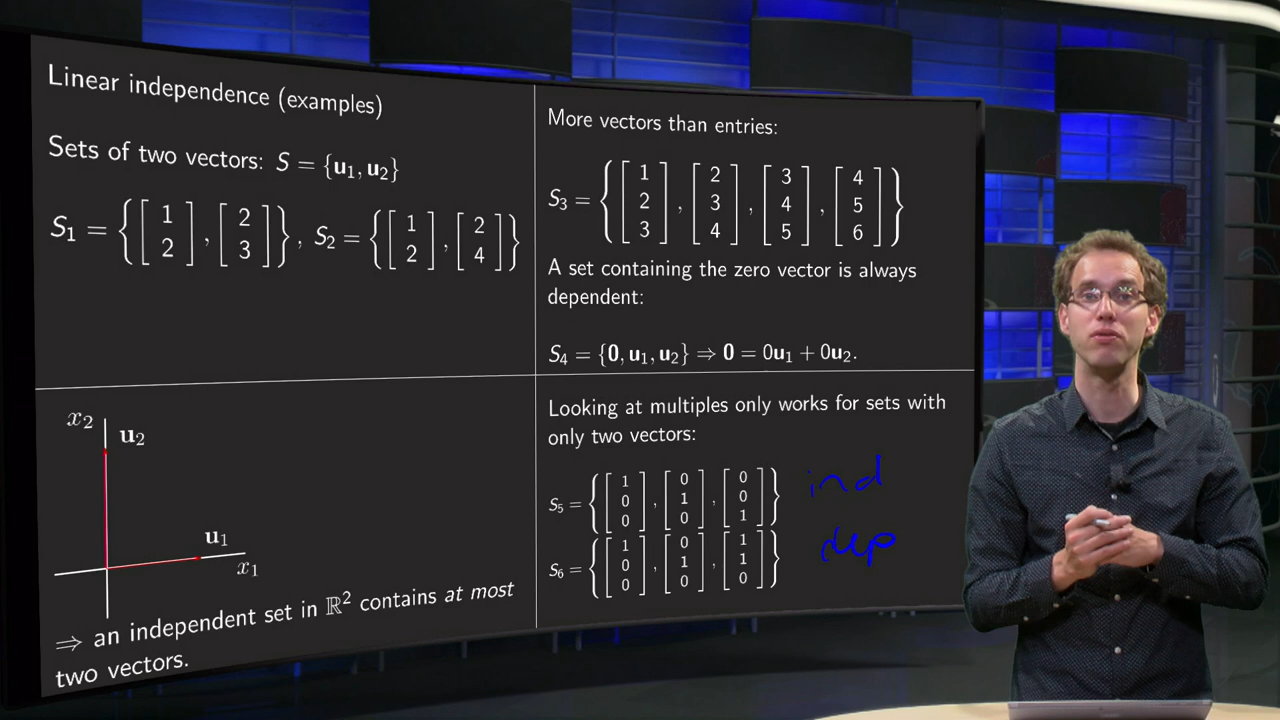 Linear independence (examples)
Sets of two vectors: S = {u₁, u₂}
S₁ = {[1 2], [2 3]}, S₂ = {[1 2], [2 4]}
x₂
u₂
u₁
x₁
⇒ an independent set in ℝ² contains at most
two vectors.
More vectors than entries:
S₃ = {[1 2 3], [2 3 4], [3 4 5], [4 5 6]}
A set containing the zero vector is always
dependent:
S₄ = {0, u₁, u₂} ⇒ 0 = 0u₁ + 0u₂.
Looking at multiples only works for sets with
only two vectors:
S₅ = {[1 0 0], [0 1 0], [0 0 1]} ind
S₆ = {[1 0 0], [0 1 0], [1 1 0]} dep